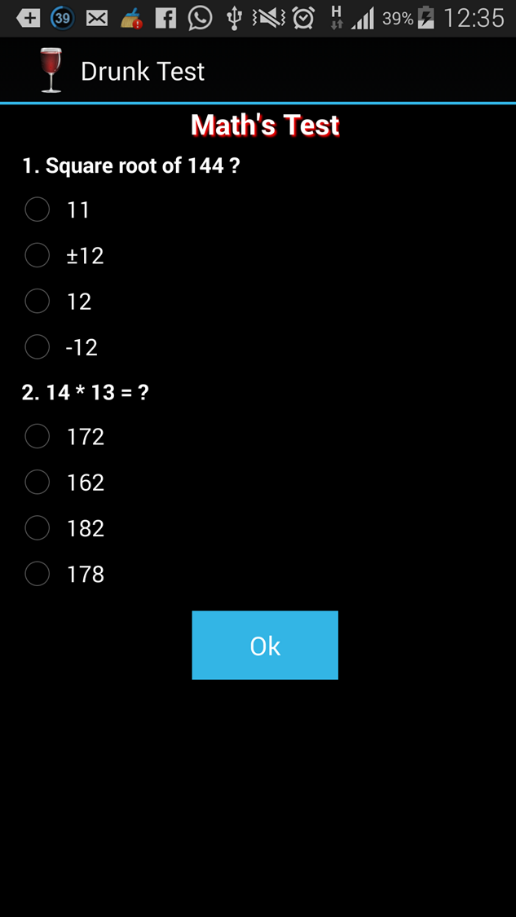 39 H 39% 12:35
Drunk Test
Math's Test
1. Square root of 144 ?
11
±12
12
-12
2. 14 * 13 = ?
172
162
182
178
Ok